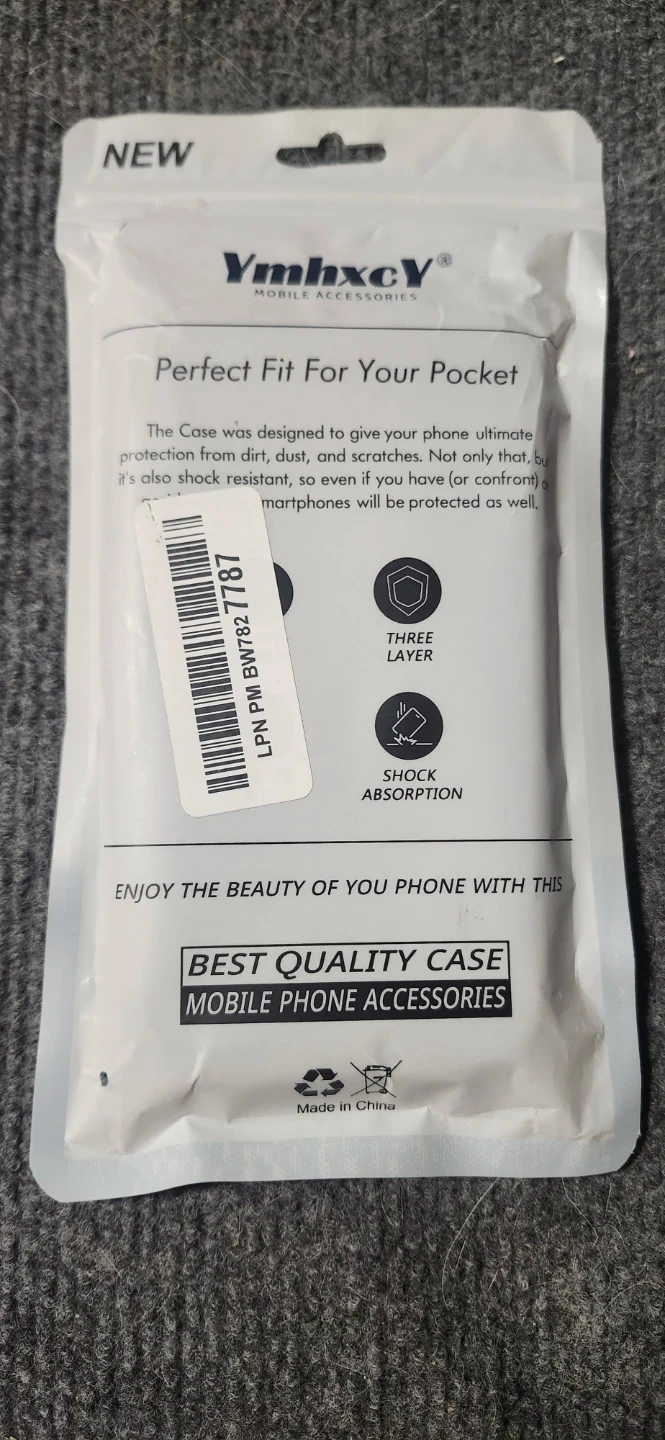 NEW
YmhxcY®
MOBILE ACCESSORIES
Perfect Fit For Your Pocket
The Case was designed to give your phone ultimate
protection from dirt, dust, and scratches. Not only that,
it's also shock resistant, so even if you have (or confront)
martphones will be protected as well.
LPN PM BW7827787
THREE
LAYER
SHOCK
ABSORPTION
ENJOY THE BEAUTY OF YOU PHONE WITH THIS
BEST QUALITY CASE
MOBILE PHONE ACCESSORIES
Made in China